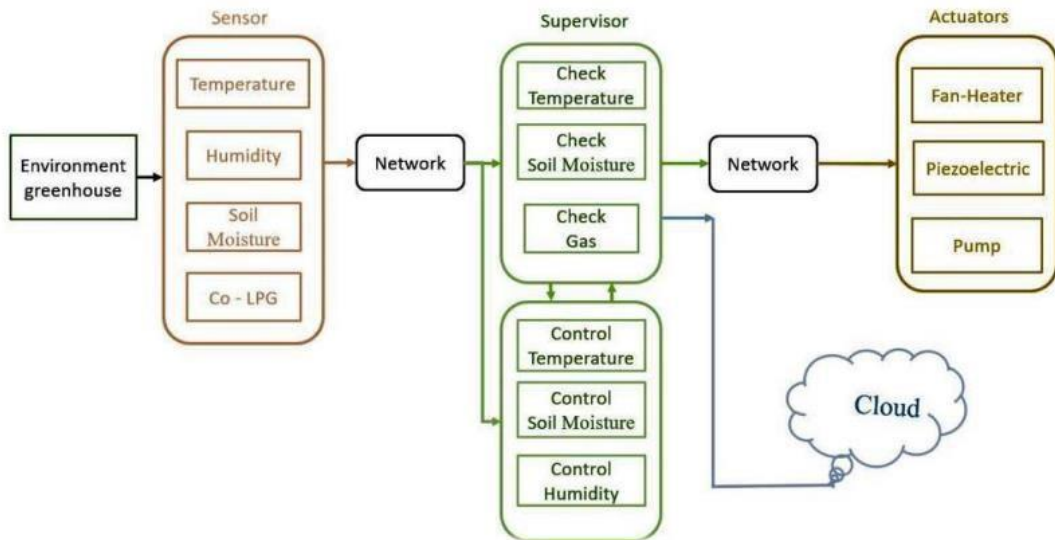 Sensor
Temperature
Humidity
Soil
Moisture
Co - LPG
Environment
greenhouse
Network
Supervisor
Check
Temperature
Check
Soil Moisture
Check
Gas
Control
Temperature
Control
Soil Moisture
Control
Humidity
Network
Actuators
Fan-Heater
Piezoelectric
Pump
Cloud